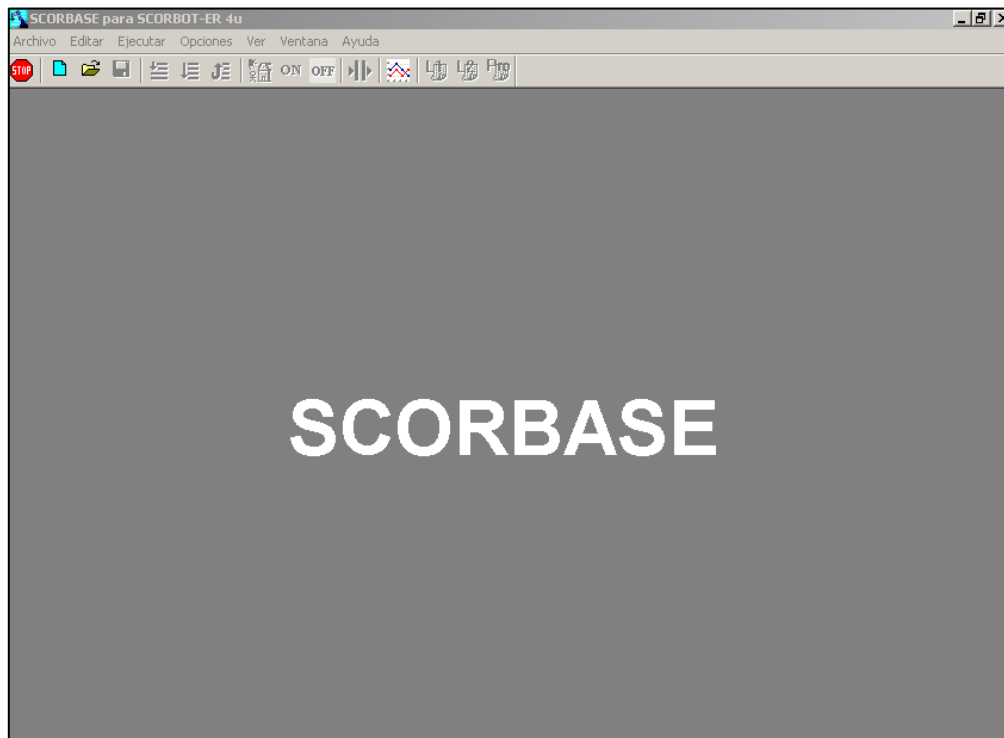 SCORBASE para SCORBOT-ER 4u
Archivo Editar Ejecutar Opciones Ver Ventana Ayuda
STOP ON OFF
SCORBASE